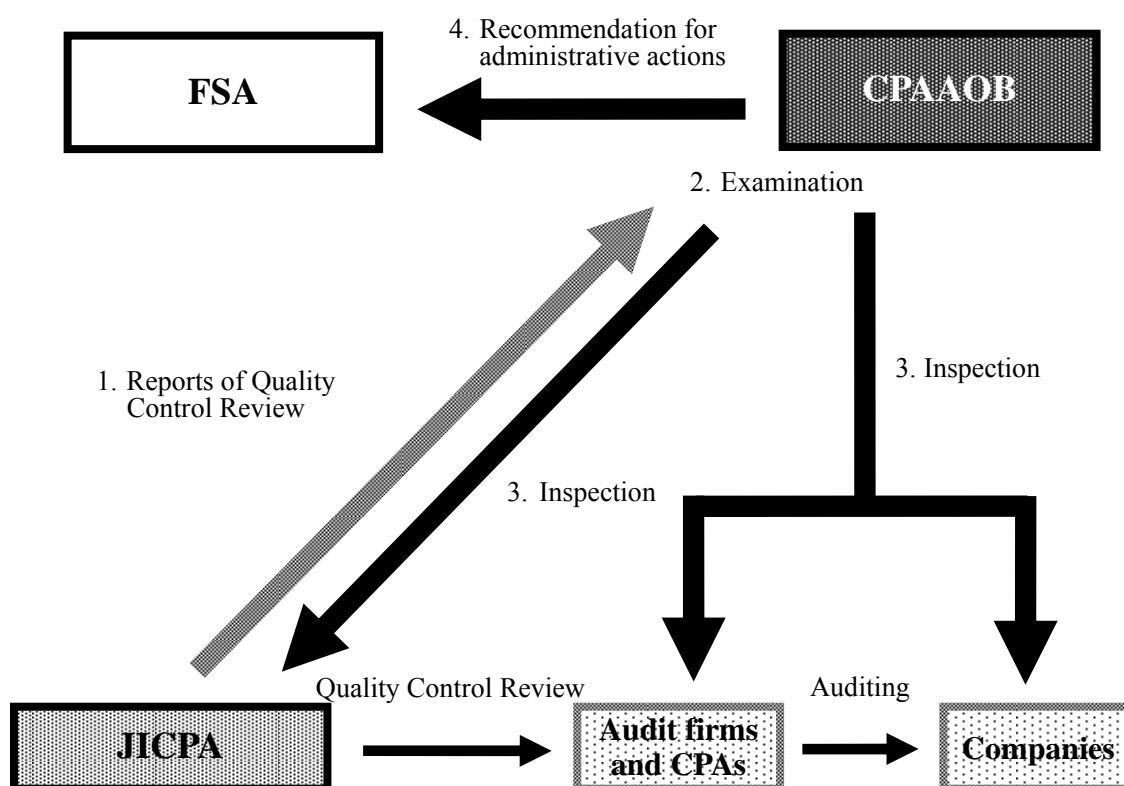 4. Recommendation for
administrative actions
FSA
CPAAOB
2. Examination
1. Reports of Quality
Control Review
3. Inspection
3. Inspection
Quality Control Review
Auditing
JICPA
Audit firms
and CPAs
Companies